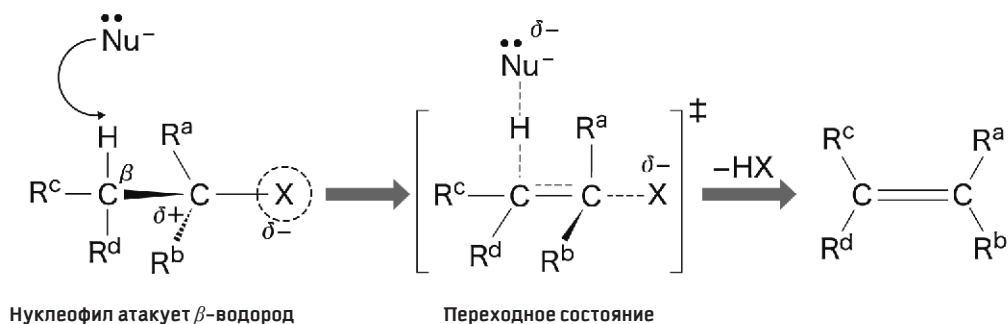 Nu⁻
H
Rᶜ
C
β
Rᵈ
δ+
Rᵃ
C
Rᵇ
X
δ−
Nu⁻
δ−
H
Rᶜ
C
Rᵈ
Rᵃ
C
Rᵇ
X
δ−
‡
−HX
Rᶜ
Rᵈ
C
C
Rᵃ
Rᵇ
Нуклеофил атакует β-водород
Переходное состояние